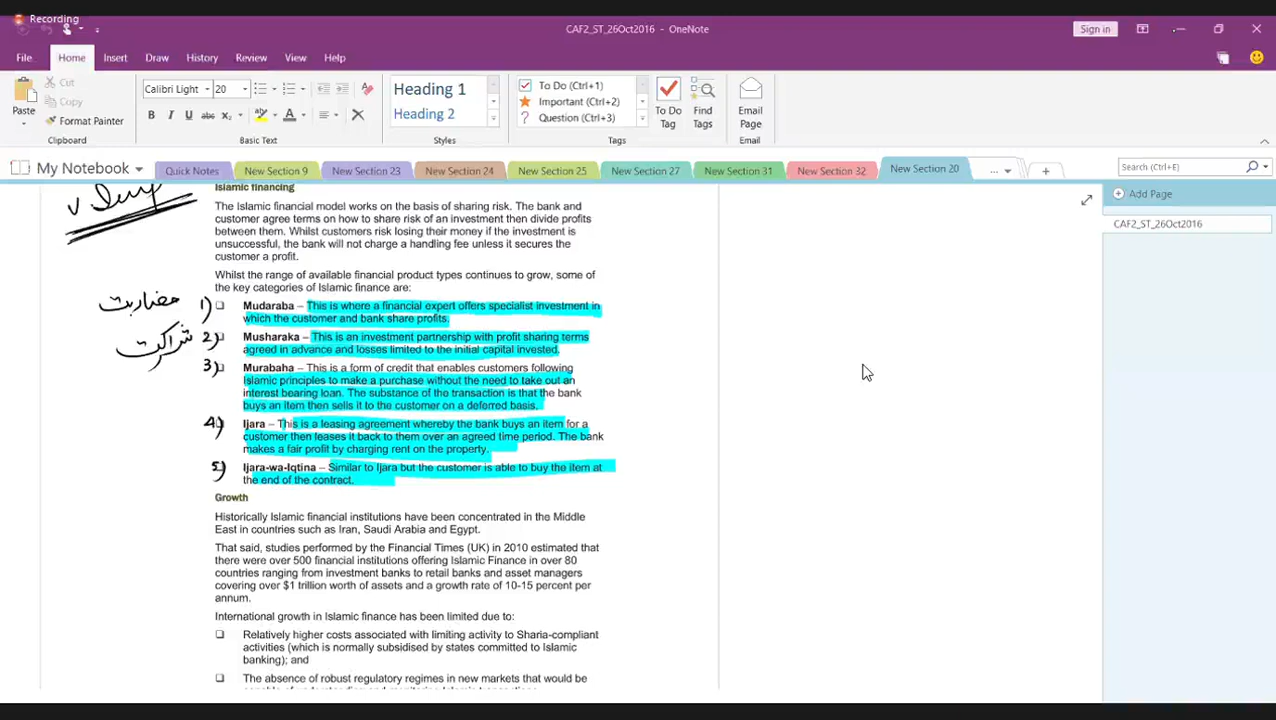 Recording
CAF2_ST_26Oct2016 - OneNote
Sign in
File Home Insert Draw History Review View Help
Paste
Cut
Copy
Format Painter
Clipboard
Calibri Light 20
B I U abc x₂ A
Basic Text
Heading 1
Heading 2
Styles
To Do (Ctrl+1)
Important (Ctrl+2)
? Question (Ctrl+3)
To Do Tag
Find Tags
Tags
Email Page
Email
My Notebook
Quick Notes
New Section 9
New Section 23
New Section 24
New Section 25
New Section 27
New Section 31
New Section 32
New Section 20
...
Search (Ctrl+E)
Add Page
CAF2_ST_26Oct2016
Islamic financing
The Islamic financial model works on the basis of sharing risk. The bank and
customer agree terms on how to share risk of an investment then divide profits
between them. Whilst customers risk losing their money if the investment is
unsuccessful, the bank will not charge a handling fee unless it secures the
customer a profit.
Whilst the range of available financial product types continues to grow, some of
the key categories of Islamic finance are:
مضاربت 1) Mudaraba – This is where a financial expert offers specialist investment in
which the customer and bank share profits.
شراکت 2) Musharaka – This is an investment partnership with profit sharing terms
agreed in advance and losses limited to the initial capital invested.
3) Murabaha – This is a form of credit that enables customers following
Islamic principles to make a purchase without the need to take out an
interest bearing loan. The substance of the transaction is that the bank
buys an item then sells it to the customer on a deferred basis.
4) Ijara – This is a leasing agreement whereby the bank buys an item for a
customer then leases it back to them over an agreed time period. The bank
makes a fair profit by charging rent on the property.
5) Ijara-wa-Iqtina – Similar to Ijara but the customer is able to buy the item at
the end of the contract.
Growth
Historically Islamic financial institutions have been concentrated in the Middle
East in countries such as Iran, Saudi Arabia and Egypt.
That said, studies performed by the Financial Times (UK) in 2010 estimated that
there were over 500 financial institutions offering Islamic Finance in over 80
countries ranging from investment banks to retail banks and asset managers
covering over $1 trillion worth of assets and a growth rate of 10-15 percent per
annum.
International growth in Islamic finance has been limited due to:
Relatively higher costs associated with limiting activity to Sharia-compliant
activities (which is normally subsidised by states committed to Islamic
banking); and
The absence of robust regulatory regimes in new markets that would be